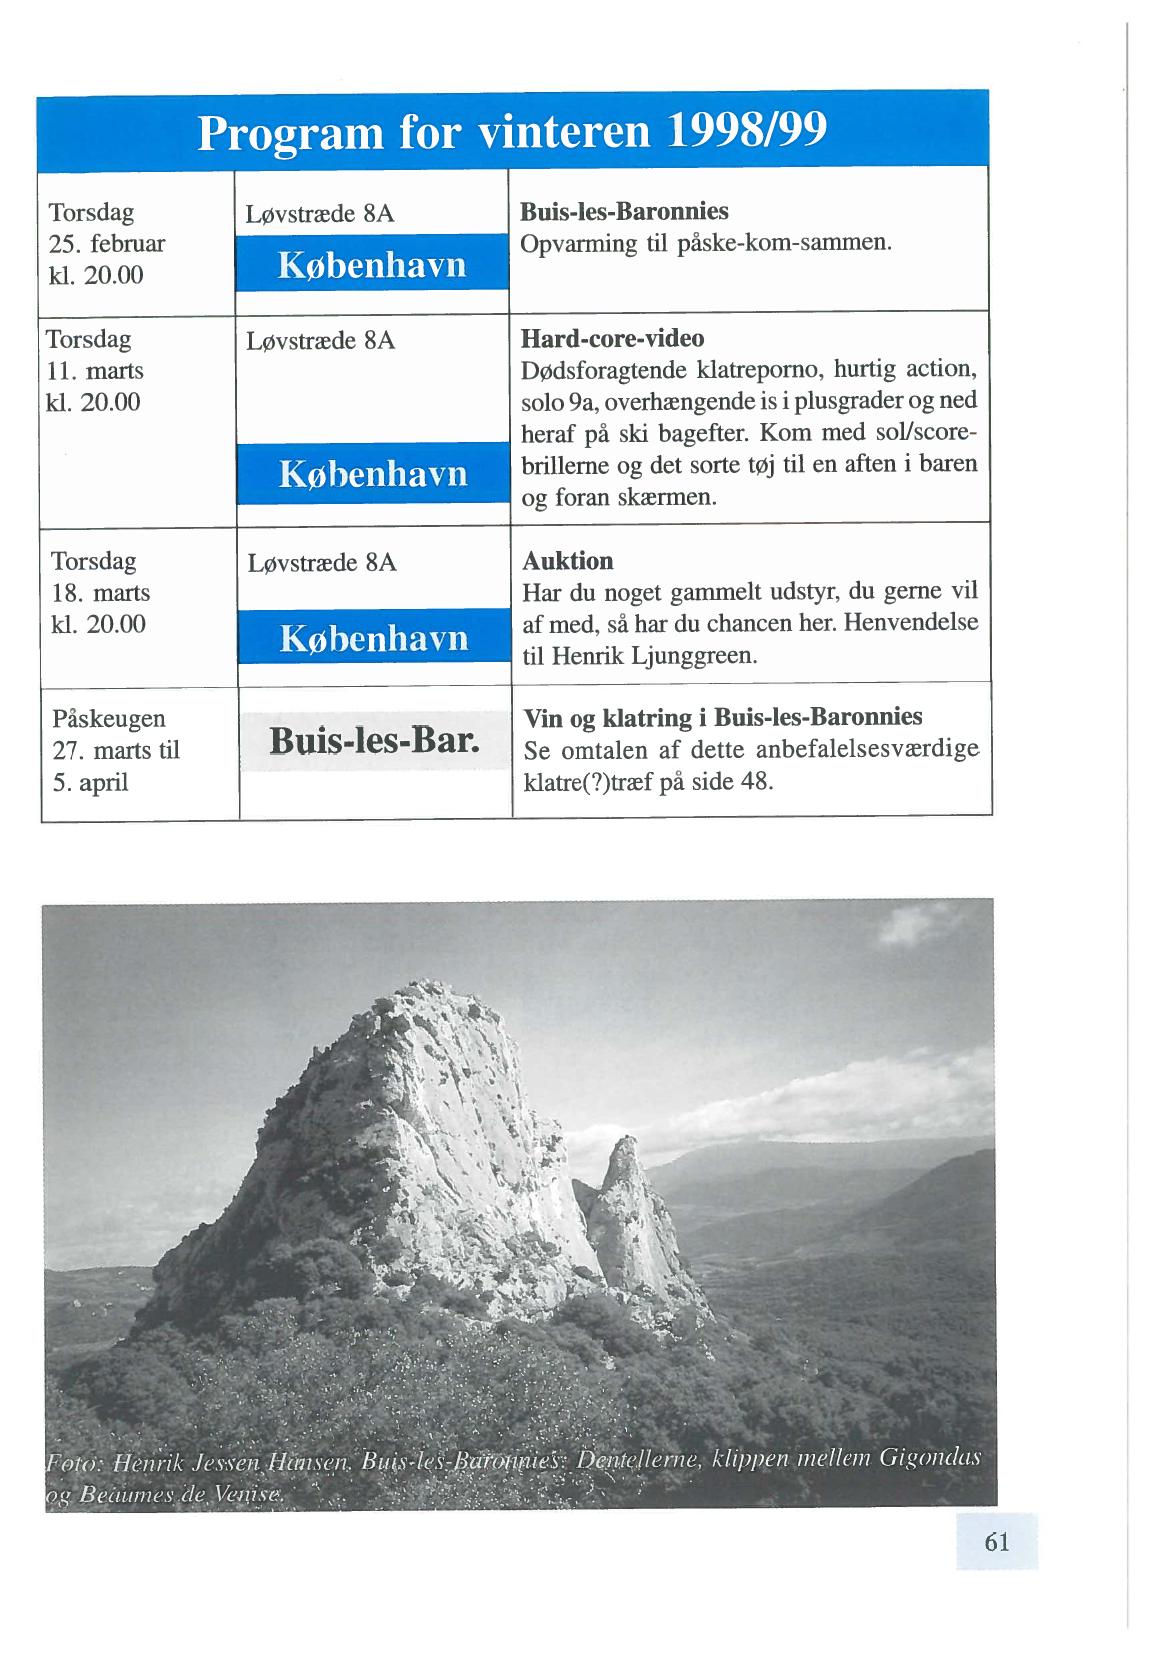 Program for vinteren 1998/99
Torsdag
25. februar
kl. 20.00
Løvstræde 8A
København
Buis-les-Baronnies
Opvarming til påske-kom-sammen.
Torsdag
11. marts
kl. 20.00
Løvstræde 8A
København
Hard-core-video
Dødsforagtende klatreporno, hurtig action,
solo 9a, overhængende is i plusgrader og ned
heraf på ski bagefter. Kom med sol/score-
brillerne og det sorte tøj til en aften i baren
og foran skærmen.
Torsdag
18. marts
kl. 20.00
Løvstræde 8A
København
Auktion
Har du noget gammelt udstyr, du gerne vil
af med, så har du chancen her. Henvendelse
til Henrik Ljunggreen.
Påskeugen
27. marts til
5. april
Buis-les-Bar.
Vin og klatring i Buis-les-Baronnies
Se omtalen af dette anbefalelsesværdige
klatre(?)træf på side 48.
Foto: Henrik Jessen Hansen. Buis-les-Baronnies: Dentellerne, klippen mellem Gigondas
og Beaumes de Venise.
61